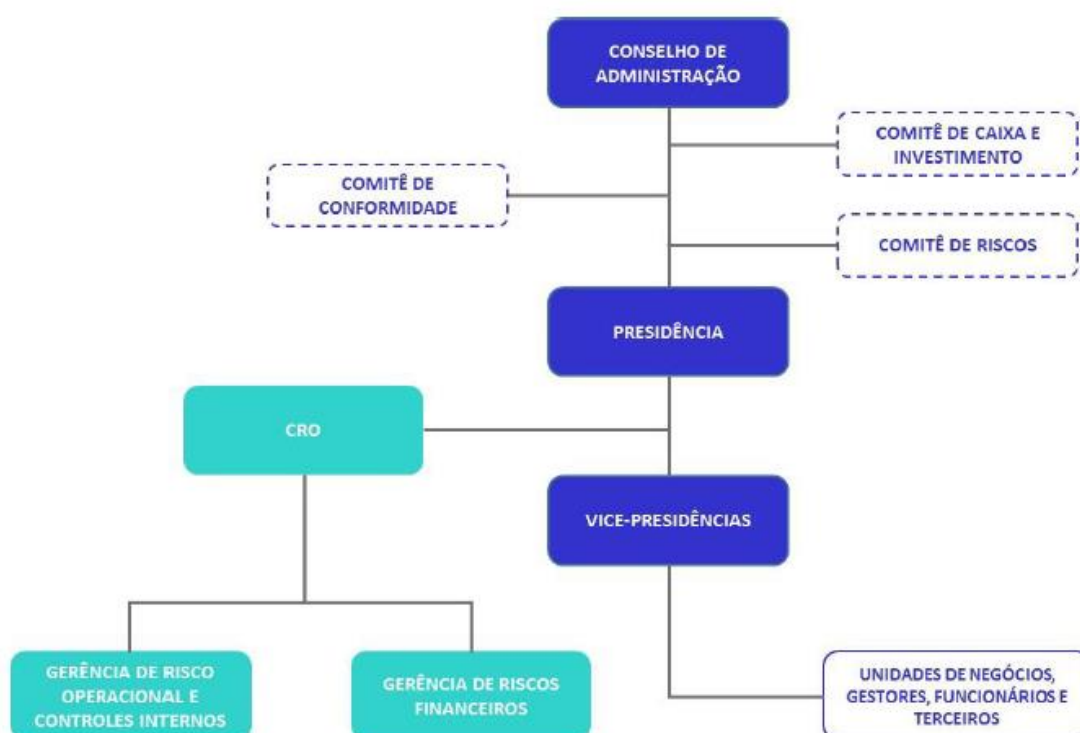 CONSELHO DE
ADMINISTRAÇÃO
COMITÊ DE CAIXA E
INVESTIMENTO
COMITÊ DE
CONFORMIDADE
COMITÊ DE RISCOS
PRESIDÊNCIA
CRO
VICE-PRESIDÊNCIAS
GERÊNCIA DE RISCO
OPERACIONAL E
CONTROLES INTERNOS
GERÊNCIA DE RISCOS
FINANCEIROS
UNIDADES DE NEGÓCIOS,
GESTORES, FUNCIONÁRIOS E
TERCEIROS